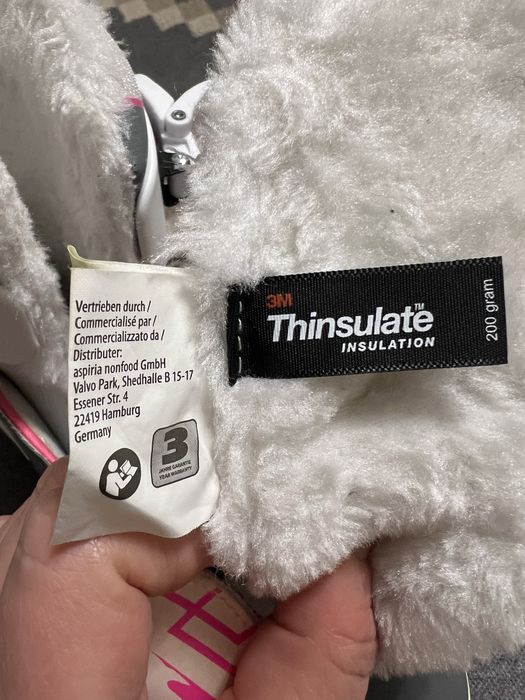 Vertrieben durch /
Commercialisé par /
Commercializzato da /
Distributer:
aspiria nonfood GmbH
Valvo Park, Shedhalle B 15-17
Essener Str. 4
22419 Hamburg
Germany
3
JAHRE GARANTIE
YEAR WARRANTY
3M
Thinsulate™
INSULATION
200 gram